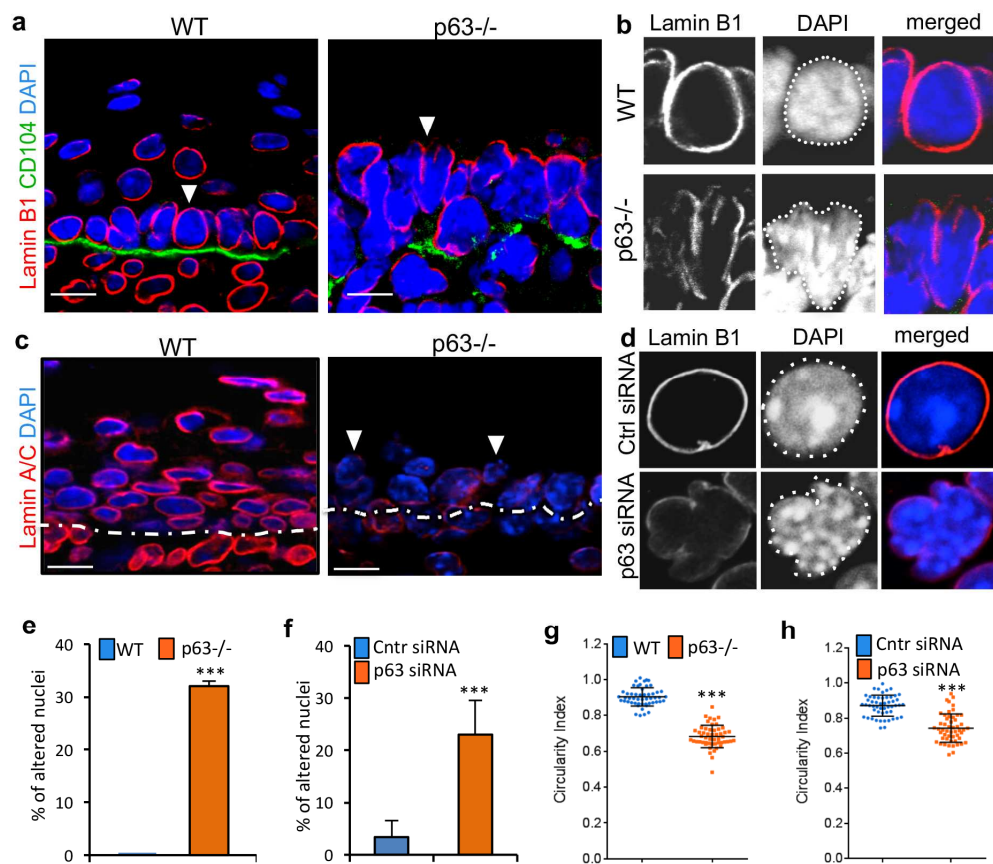 a
WT
p63-/-
Lamin B1 CD104 DAPI
b
Lamin B1
DAPI
merged
WT
p63-/-
c
WT
p63-/-
Lamin A/C DAPI
d
Lamin B1
DAPI
merged
Ctrl siRNA
p63 siRNA
e
% of altered nuclei
40
30
20
10
0
WT
p63-/-
***
f
% of altered nuclei
40
30
20
10
0
Cntr siRNA
p63 siRNA
***
g
Circularity Index
1.2
1.0
0.8
0.6
0.4
0.2
0.0
WT
p63-/-
***
h
Circularity Index
1.2
1.0
0.8
0.6
0.4
0.2
0.0
Cntr siRNA
p63 siRNA
***